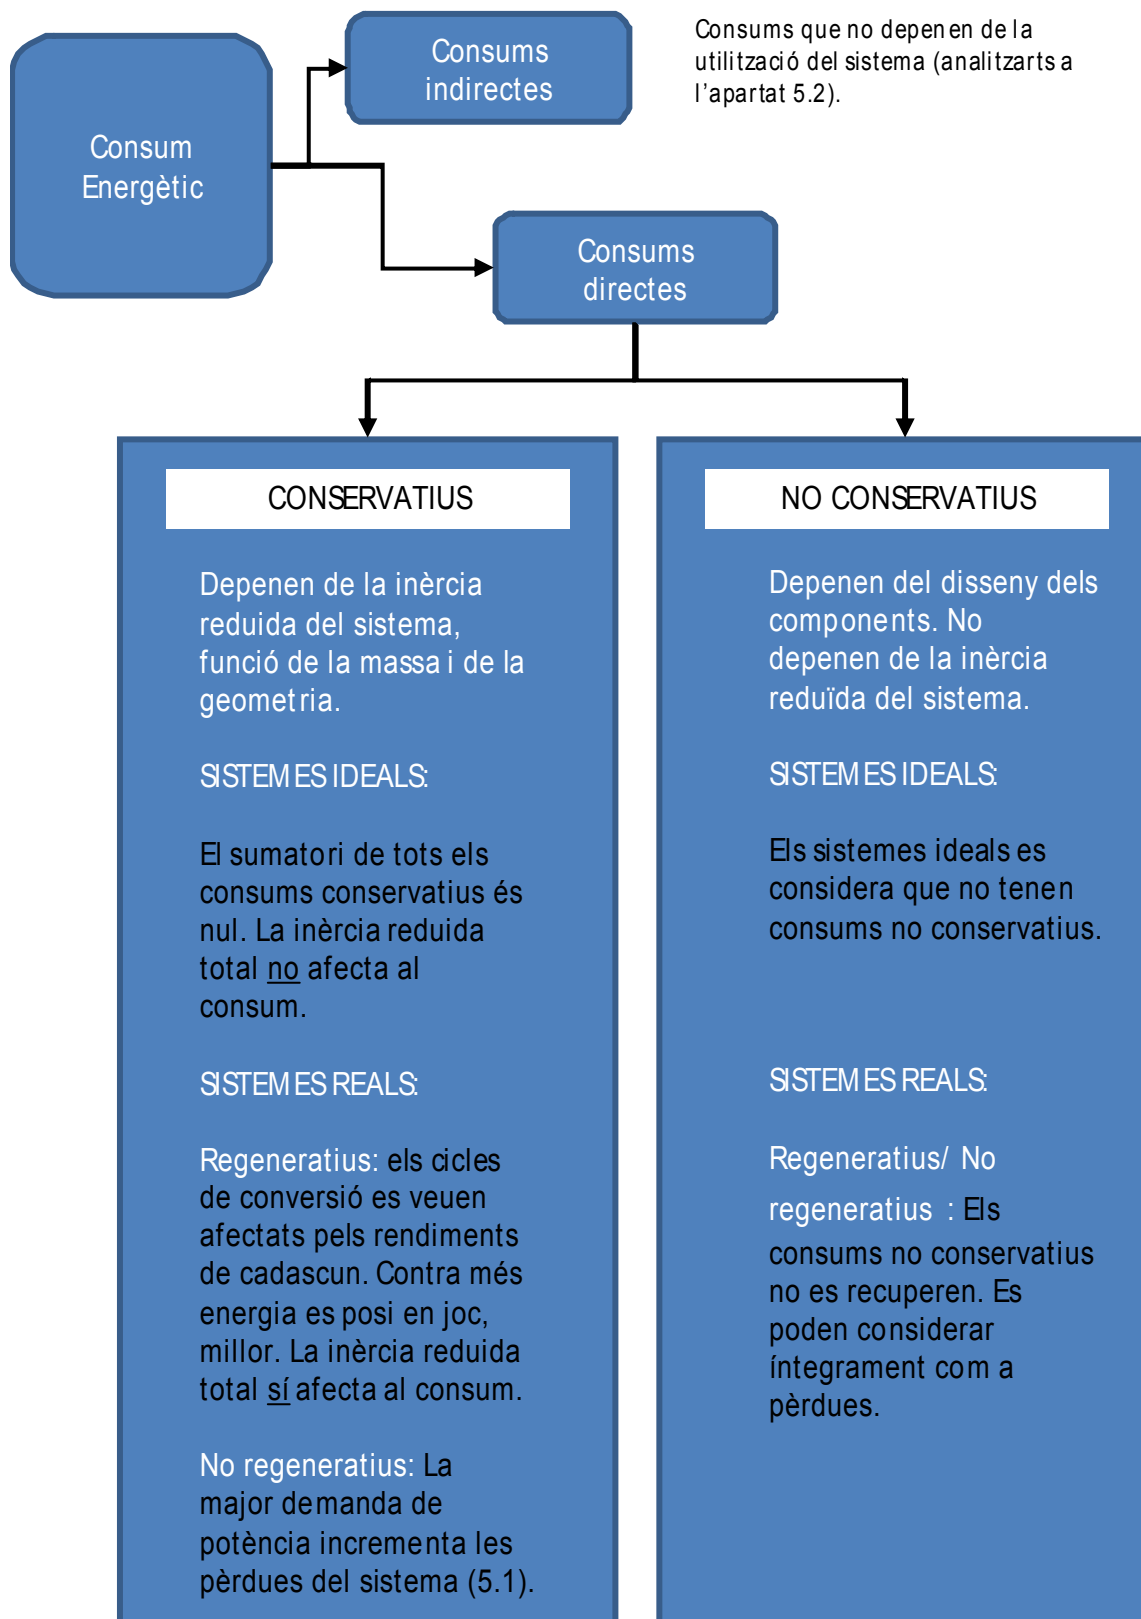 Consum
Energètic
Consums
indirectes
Consums que no depenen de la
utilització del sistema (analitzarts a
l'apartat 5.2).
Consums
directes
CONSERVATIUS
Depenen de la inèrcia
reduida del sistema,
funció de la massa i de la
geometria.
SISTEMES IDEALS:
El sumatori de tots els
consums conservatius és
nul. La inèrcia reduida
total no afecta al
consum.
SISTEMES REALS:
Regeneratius: els cicles
de conversió es veuen
afectats pels rendiments
de cadascun. Contra més
energia es posi en joc,
millor. La inèrcia reduida
total sí afecta al consum.
No regeneratius: La
major demanda de
potència incrementa les
pèrdues del sistema (5.1).
NO CONSERVATIUS
Depenen del disseny dels
components. No
depenen de la inèrcia
reduïda del sistema.
SISTEMES IDEALS:
Els sistemes ideals es
considera que no tenen
consums no conservatius.
SISTEMES REALS:
Regeneratius/ No
regeneratius : Els
consums no conservatius
no es recuperen. Es
poden considerar
íntegrament com a
pèrdues.